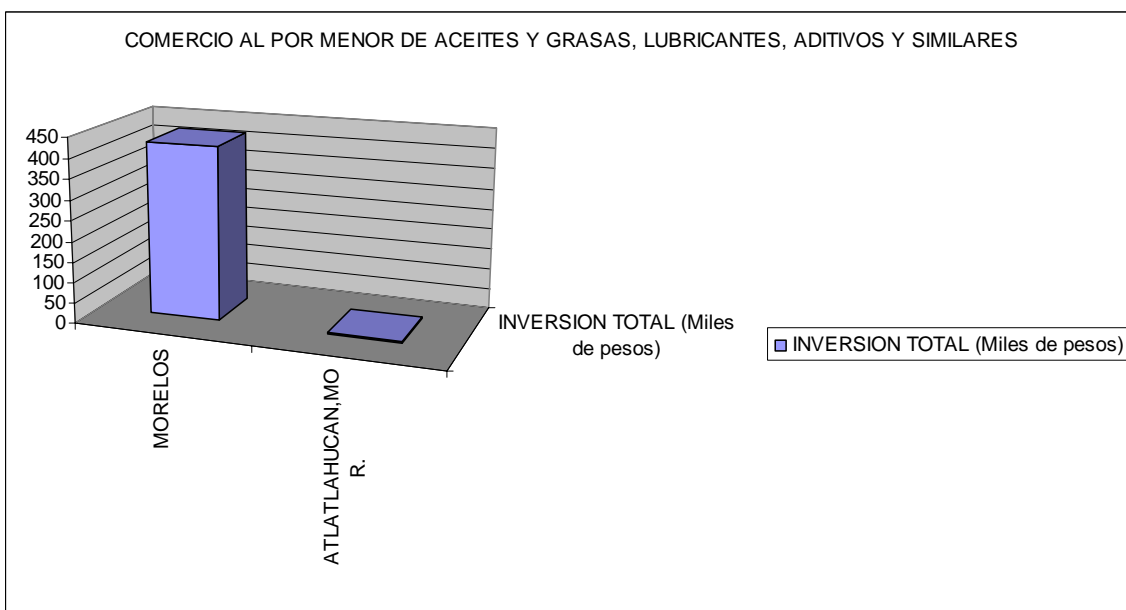 COMERCIO AL POR MENOR DE ACEITES Y GRASAS, LUBRICANTES, ADITIVOS Y SIMILARES
450
400
350
300
250
200
150
100
50
0
MORELOS
ATLATLAHUCAN,MO
R.
INVERSION TOTAL (Miles
de pesos)
INVERSION TOTAL (Miles de pesos)